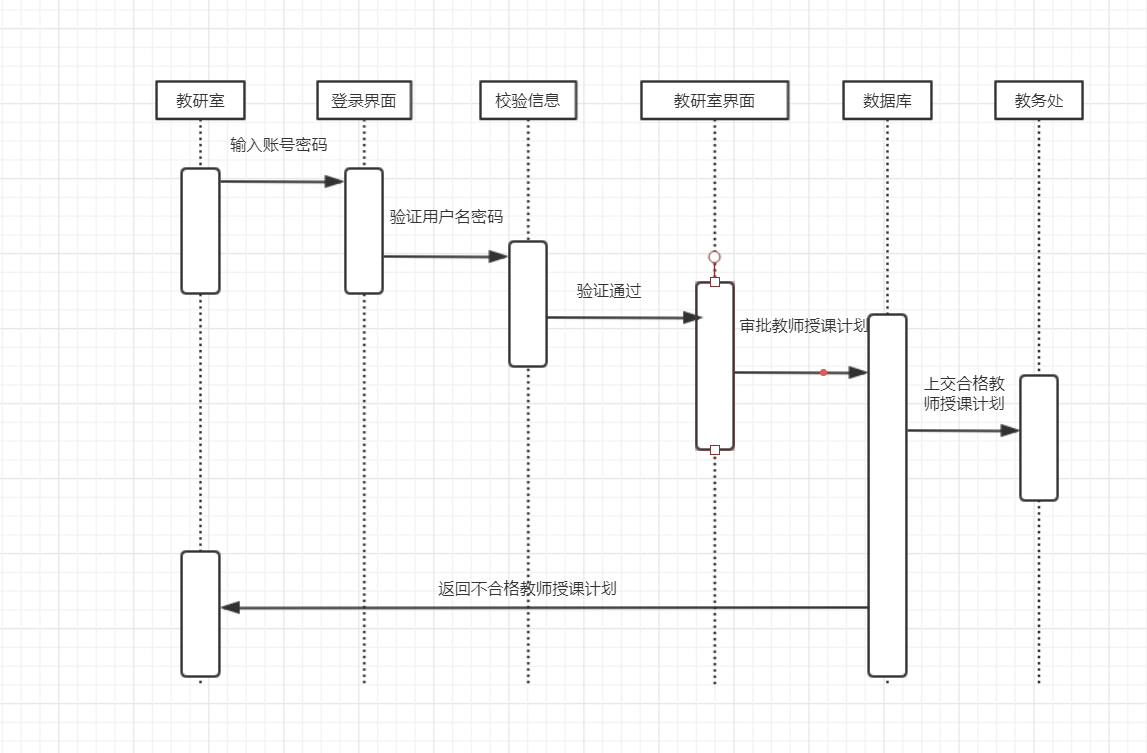 教研室
登录界面
校验信息
教研室界面
数据库
教务处
输入账号密码
验证用户名密码
验证通过
审批教师授课计划
上交合格教
师授课计划
返回不合格教师授课计划